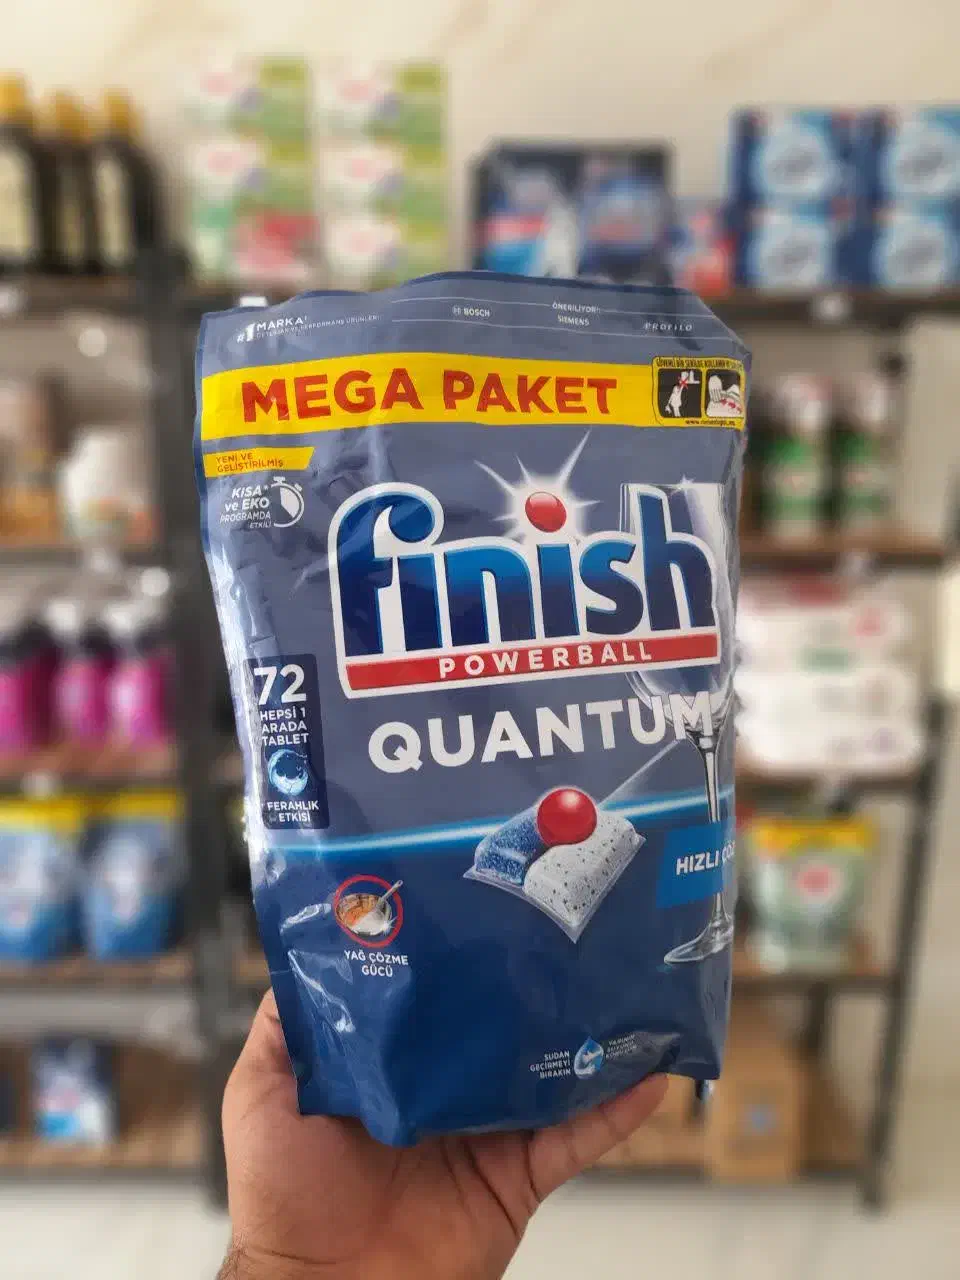 #1 MARKA
BOSCH
ÖNERİLİYOR
SIEMENS
PROFILO
MEGA PAKET
YENİ VE
GELİŞTİRİLMİŞ
KISA*
ve EKO
PROGRAMDA
ETKİLİ
finish
POWERBALL
QUANTUM
72
HEPSİ 1
ARADA
TABLET
FERAHLIK
ETKİSİ
HIZLI
YAĞ ÇÖZME
GÜCÜ
SUDAN
GEÇİRMEYİ
BIRAKIN